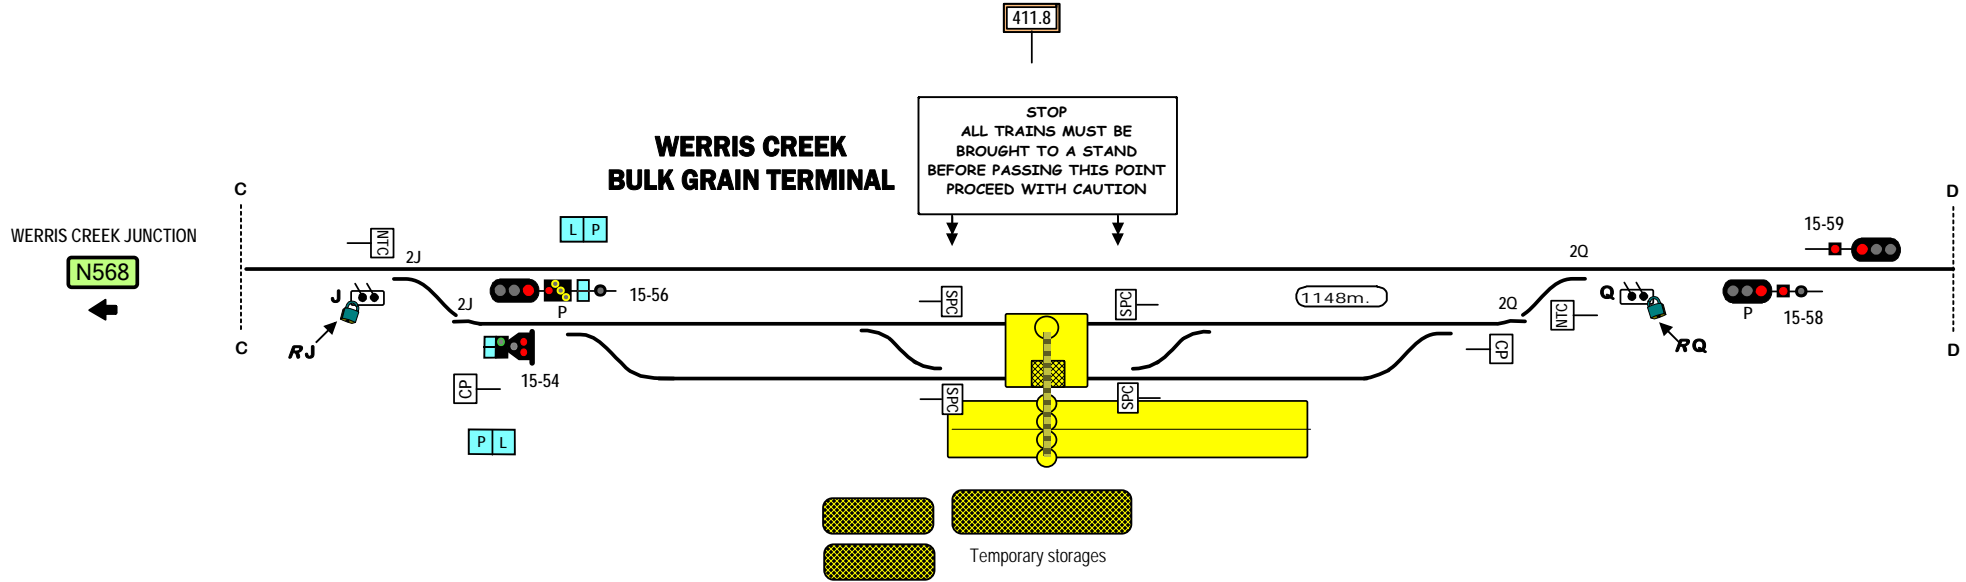 411.8
STOP
ALL TRAINS MUST BE
BROUGHT TO A STAND
BEFORE PASSING THIS POINT
PROCEED WITH CAUTION
WERRIS CREEK
BULK GRAIN TERMINAL
C
D
WERRIS CREEK JUNCTION
N568
L P
15-59
NTC
2J
2Q
J
2J
15-56
P
SPC
SPC
1148m.
2Q
NTC
Q
P
15-58
RJ
C
RQ
D
15-54
CP
CP
SPC
SPC
P L
Temporary storages